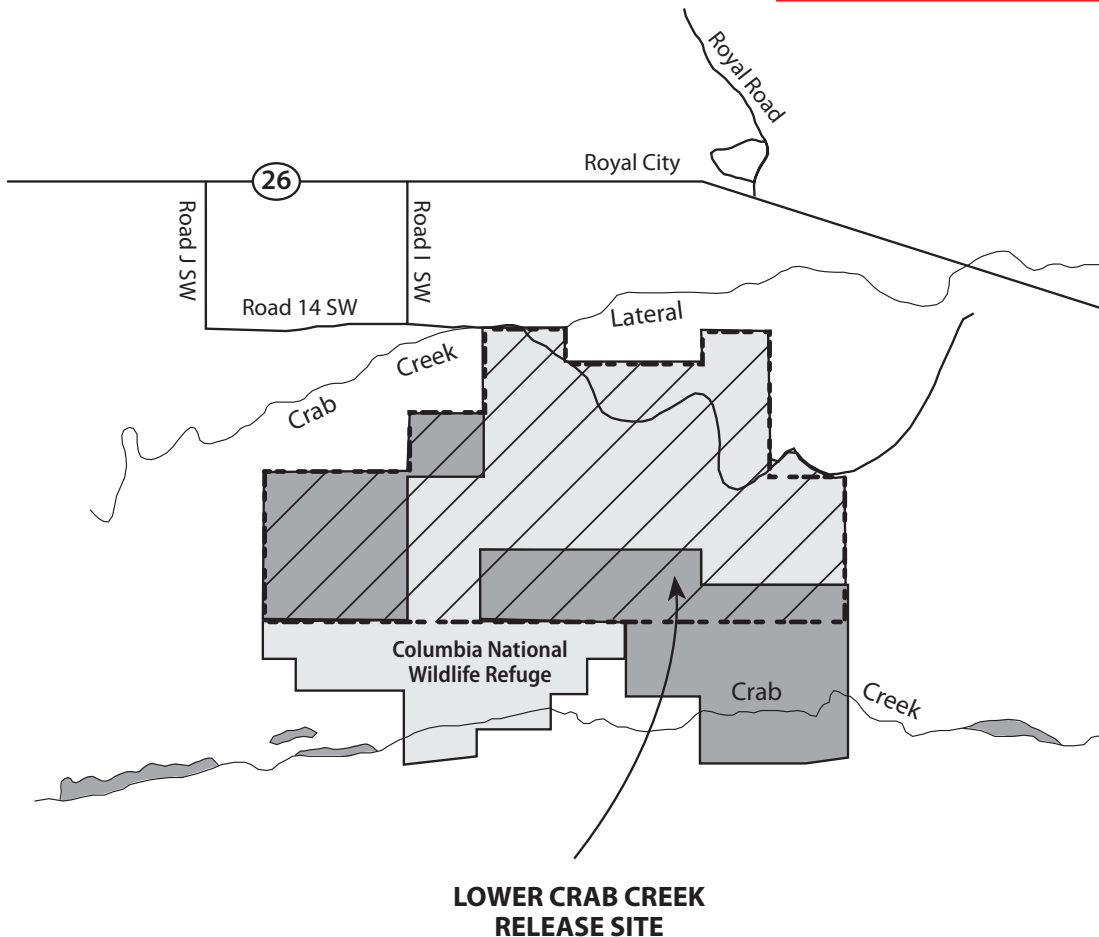 Royal Road
Royal City
26
Road J SW
Road I SW
Road 14 SW
Lateral
Creek
Crab
Columbia National
Wildlife Refuge
Crab
Creek
LOWER CRAB CREEK
RELEASE SITE